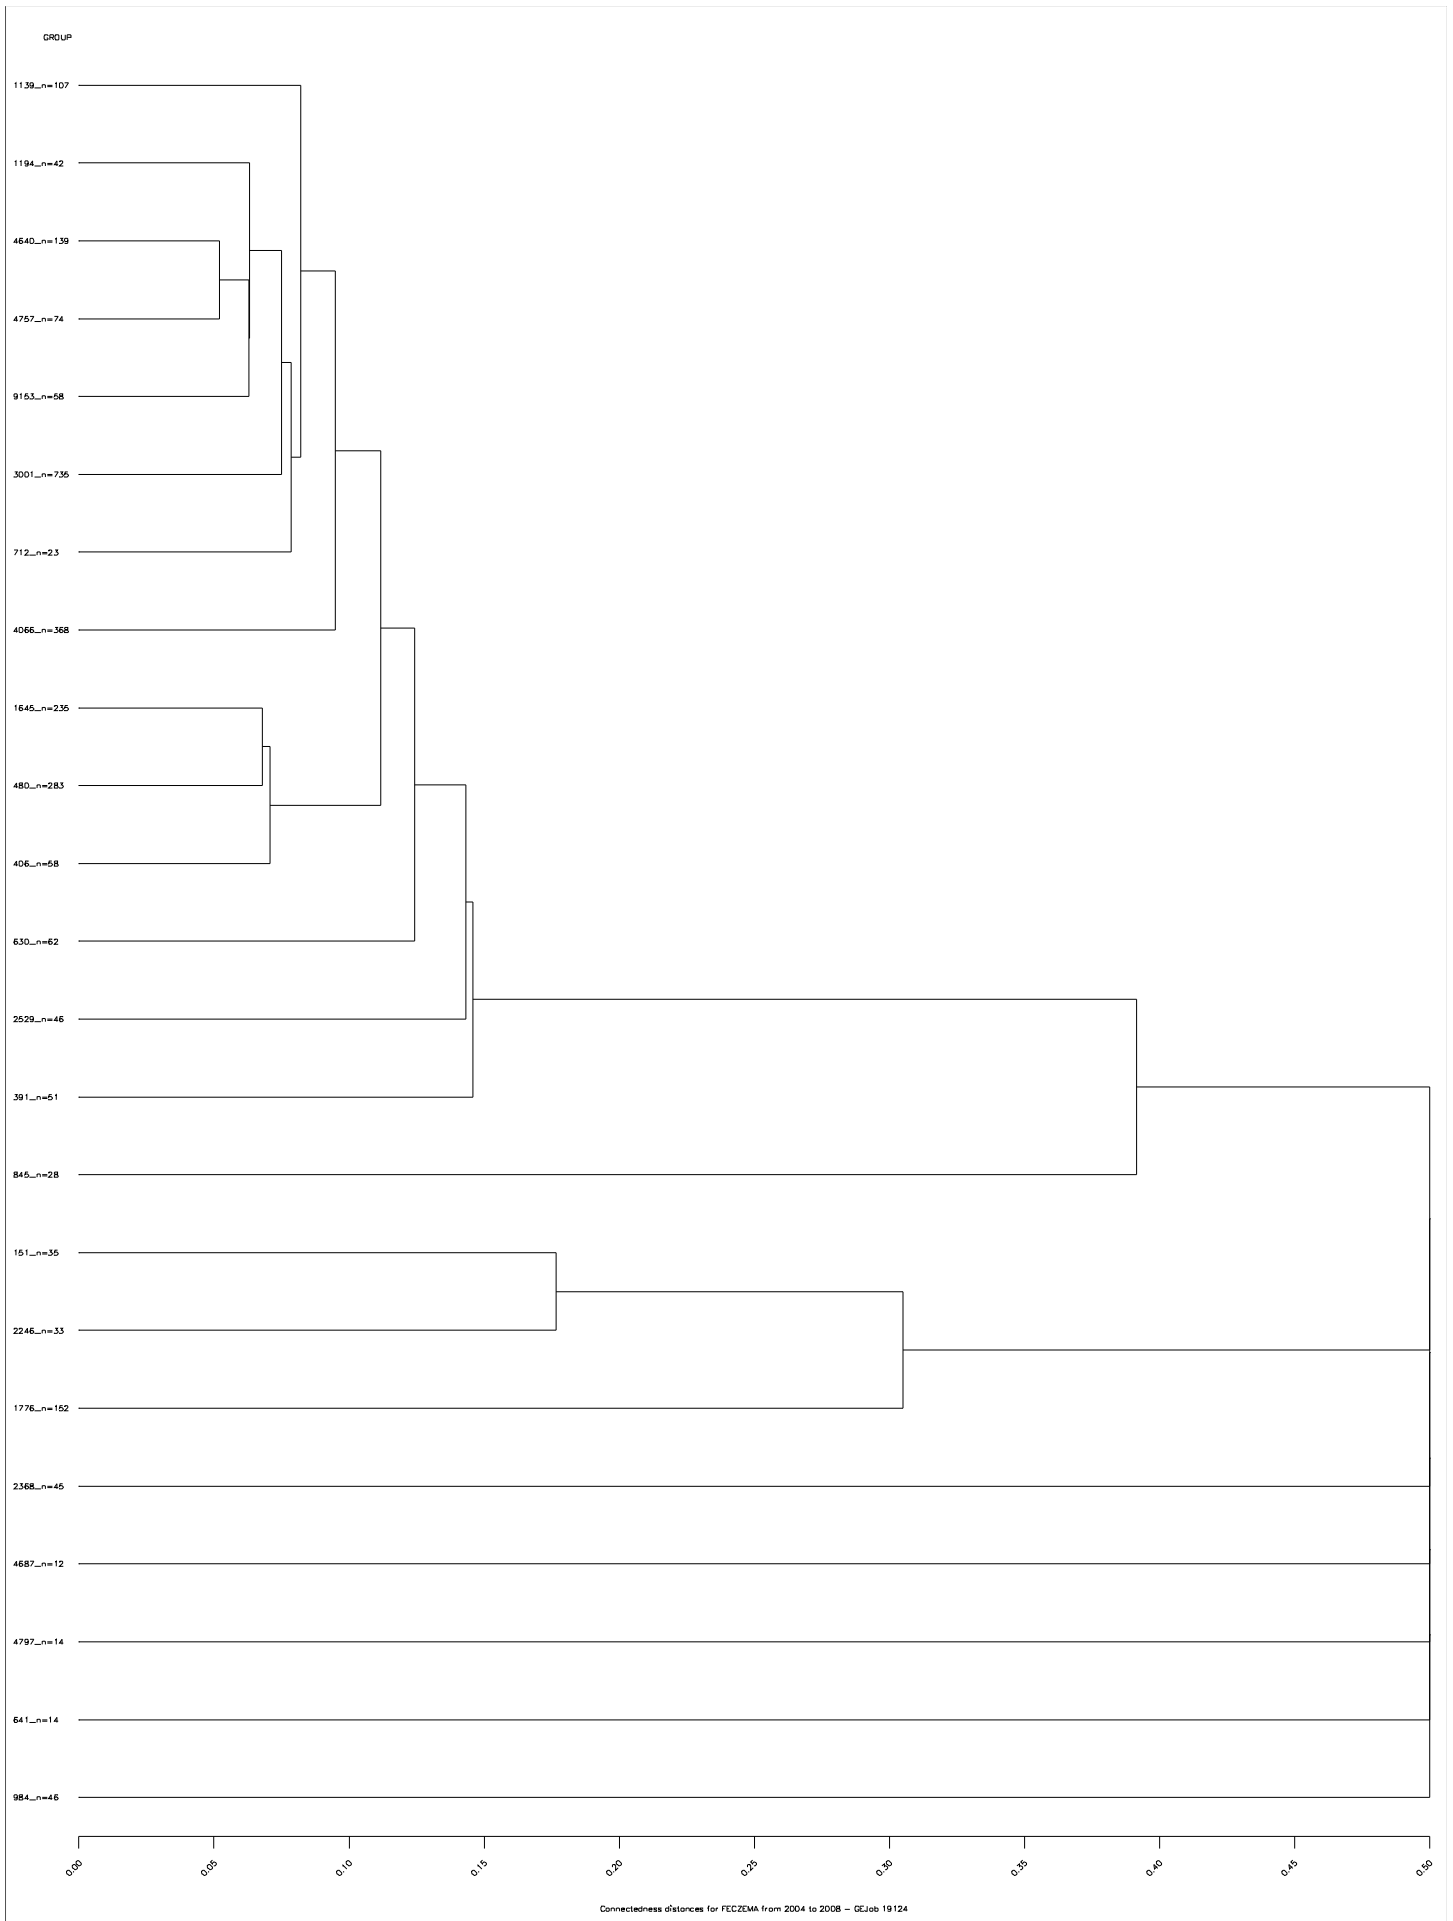 GROUP
1139_n=107
1194_n=42
4640_n=139
4757_n=74
9153_n=58
3001_n=735
712_n=23
4066_n=368
1645_n=235
480_n=283
406_n=58
630_n=62
2529_n=46
391_n=51
845_n=28
151_n=35
2246_n=33
1776_n=152
2368_n=45
4687_n=12
4797_n=14
641_n=14
984_n=46
0.00 0.05 0.10 0.15 0.20 0.25 0.30 0.35 0.40 0.45 0.50
Connectedness distances for FECZEMA from 2004 to 2008 – GEJob 19124